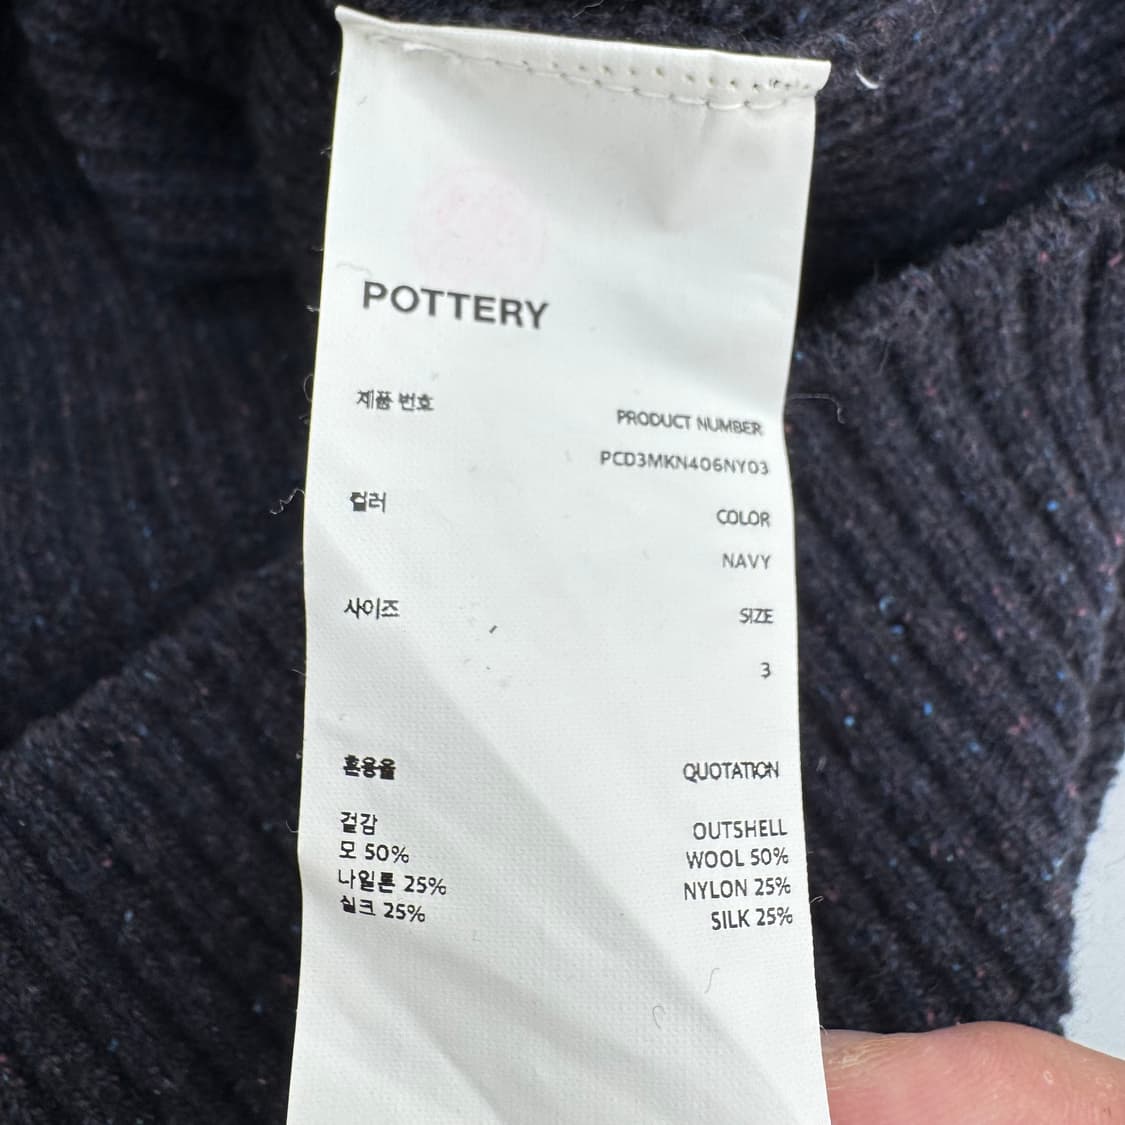 POTTERY
제품 번호
PRODUCT NUMBER
PCD3MKN406NY03
컬러
COLOR
NAVY
사이즈
SIZE
3
혼용율
QUOTATION
겉감
OUTSHELL
모 50%
WOOL 50%
나일론 25%
NYLON 25%
실크 25%
SILK 25%